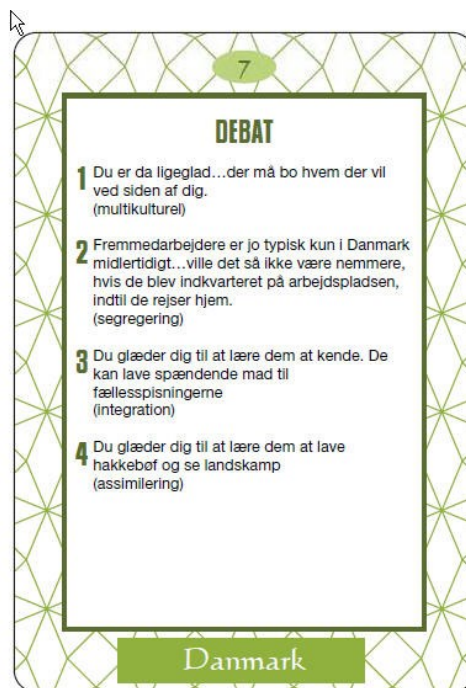 7
DEBAT
1 Du er da ligeglad...der må bo hvem der vil
ved siden af dig.
(multikulturel)
2 Fremmedarbejdere er jo typisk kun i Danmark
midlertidigt...ville det så ikke være nemmere,
hvis de blev indkvarteret på arbejdspladsen,
indtil de rejser hjem.
(segregering)
3 Du glæder dig til at lære dem at kende. De
kan lave spændende mad til
fællesspisningerne
(integration)
4 Du glæder dig til at lære dem at lave
hakkebøf og se landskamp
(assimilering)
Danmark